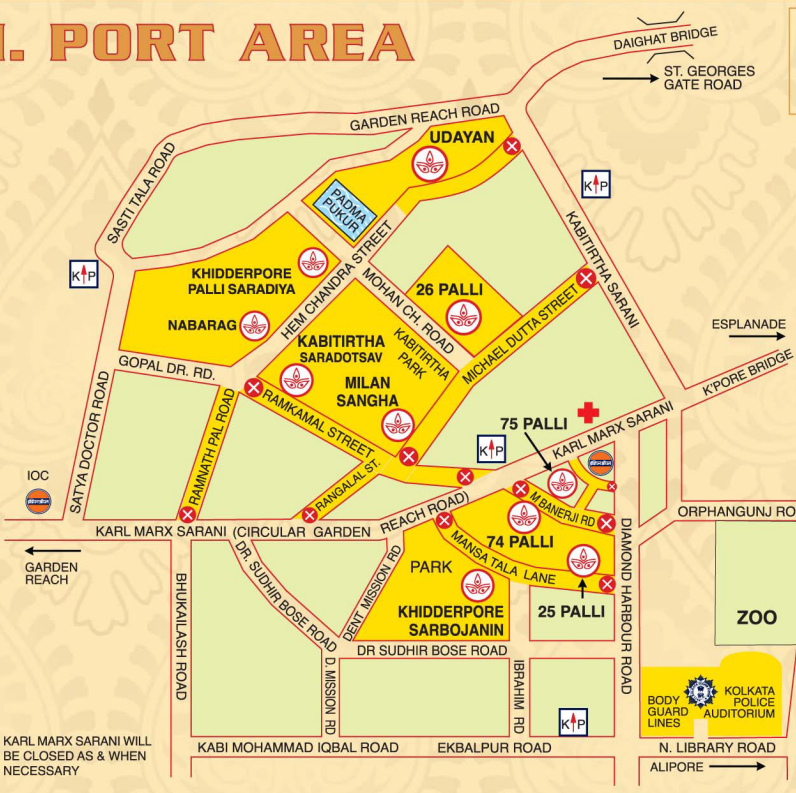 I. PORT AREA
DAIGHAT BRIDGE
ST. GEORGES
GATE ROAD
GARDEN REACH ROAD
UDAYAN
SASTI TALA ROAD
PADMA
PUKUR
K P
KABITIRTHA SARANI
K P
KHIDDERPORE
PALLI SARADIYA
NABARAG
HEM CHANDRA STREET
MOHAN CH. ROAD
26 PALLI
MICHAEL DUTTA STREET
KABITIRTHA
SARADOTSAV
KABITIRTHA
PARK
MILAN
SANGHA
ESPLANADE
K'PORE BRIDGE
GOPAL DR. RD.
SATYA DOCTOR ROAD
RAMNATH PAL ROAD
RAMKAMAL STREET
RANGALAL ST.
75 PALLI
KARL MARX SARANI
K P
IOC
M BANERJI RD
ORPHANGUNJ RO
KARL MARX SARANI (CIRCULAR GARDEN REACH ROAD)
GARDEN
REACH
74 PALLI
MANSA TALA LANE
25 PALLI
PARK
KHIDDERPORE
SARBOJANIN
DENT MISSION RD
DR. SUDHIR BOSE ROAD
BHUKAILASH ROAD
DIAMOND HARBOUR ROAD
ZOO
DR SUDHIR BOSE ROAD
D. MISSION RD
IBRAHIM RD
K P
BODY
GUARD
LINES
KOLKATA
POLICE
AUDITORIUM
KARL MARX SARANI WILL
BE CLOSED AS & WHEN
NECESSARY
KABI MOHAMMAD IQBAL ROAD
EKBALPUR ROAD
N. LIBRARY ROAD
ALIPORE